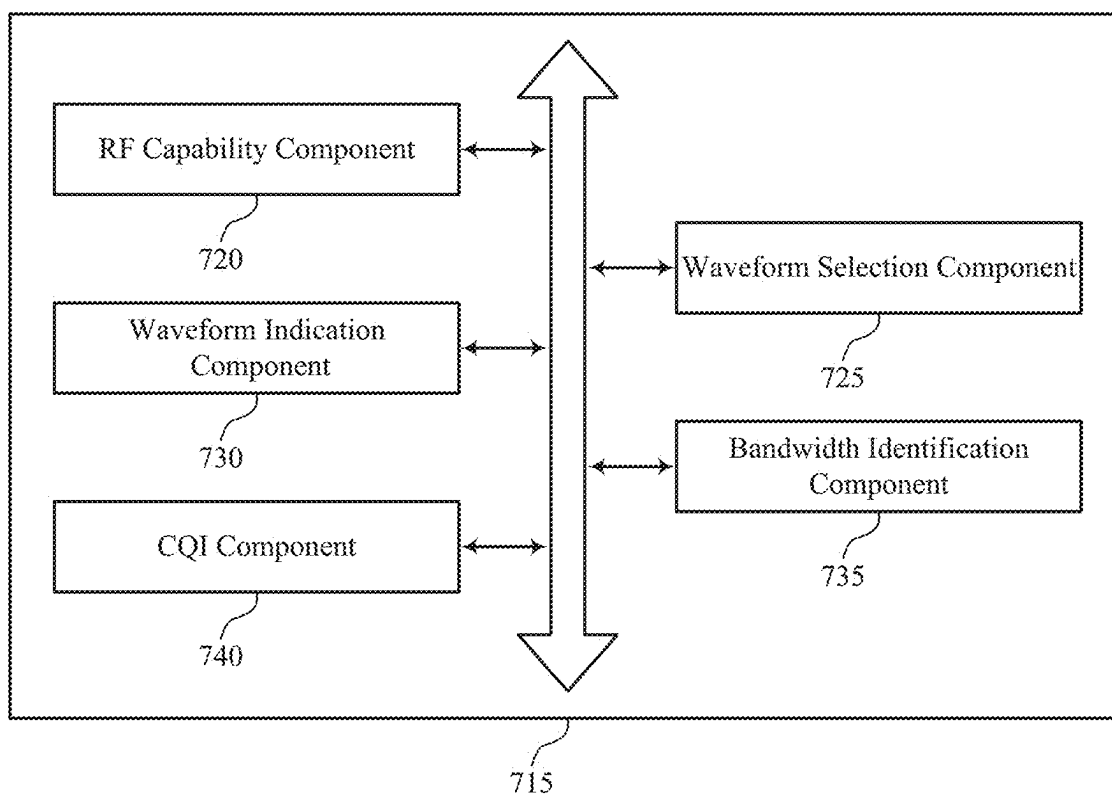 RF Capability Component
720
Waveform Selection Component
725
Waveform Indication
Component
730
Bandwidth Identification
Component
735
CQI Component
740
715